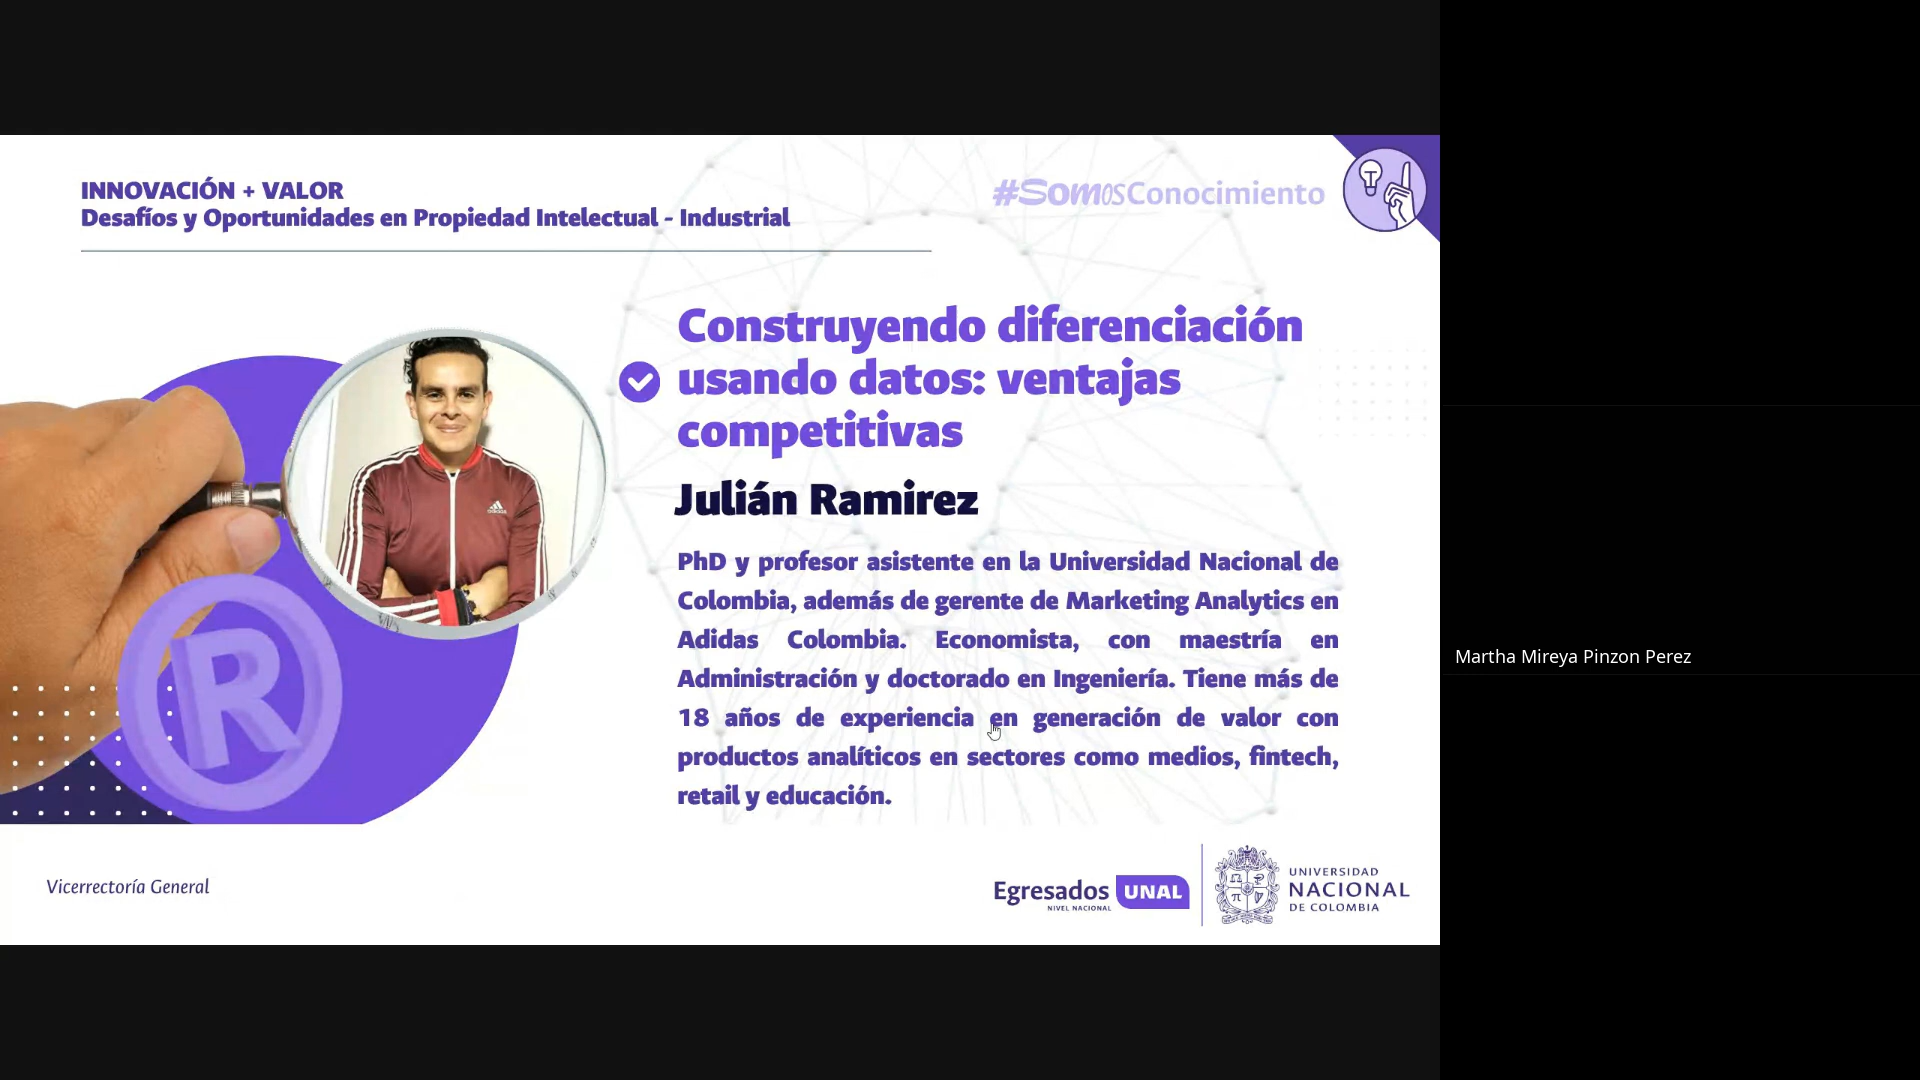 INNOVACIÓN + VALOR
Desafíos y Oportunidades en Propiedad Intelectual - Industrial
#SomosConocimiento
Construyendo diferenciación
usando datos: ventajas
competitivas
Julián Ramirez
PhD y profesor asistente en la Universidad Nacional de
Colombia, además de gerente de Marketing Analytics en
Adidas Colombia. Economista, con maestría en
Administración y doctorado en Ingeniería. Tiene más de
18 años de experiencia en generación de valor con
productos analíticos en sectores como medios, fintech,
retail y educación.
adidas
R
Vicerrectoría General
Egresados UNAL
NIVEL NACIONAL
UNIVERSIDAD
NACIONAL
DE COLOMBIA
Martha Mireya Pinzon Perez